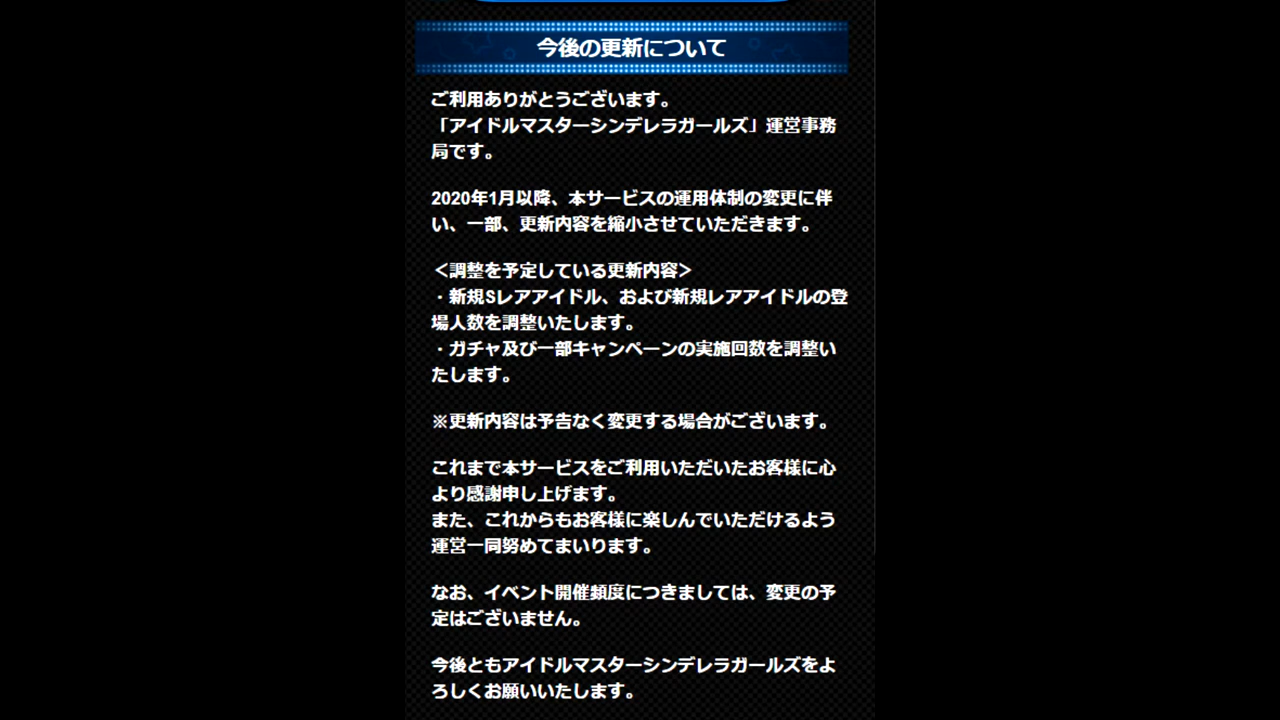 今後の更新について
ご利用ありがとうございます。
「アイドルマスターシンデレラガールズ」運営事務
局です。
2020年1月以降、本サービスの運用体制の変更に伴
い、一部、更新内容を縮小させていただきます。
＜調整を予定している更新内容＞
・新規Sレアアイドル、および新規レアアイドルの登
場人数を調整いたします。
・ガチャ及び一部キャンペーンの実施回数を調整い
たします。
※更新内容は予告なく変更する場合がございます。
これまで本サービスをご利用いただいたお客様に心
より感謝申し上げます。
また、これからもお客様に楽しんでいただけるよう
運営一同努めてまいります。
なお、イベント開催頻度につきましては、変更の予
定はございません。
今後ともアイドルマスターシンデレラガールズをよ
ろしくお願いいたします。